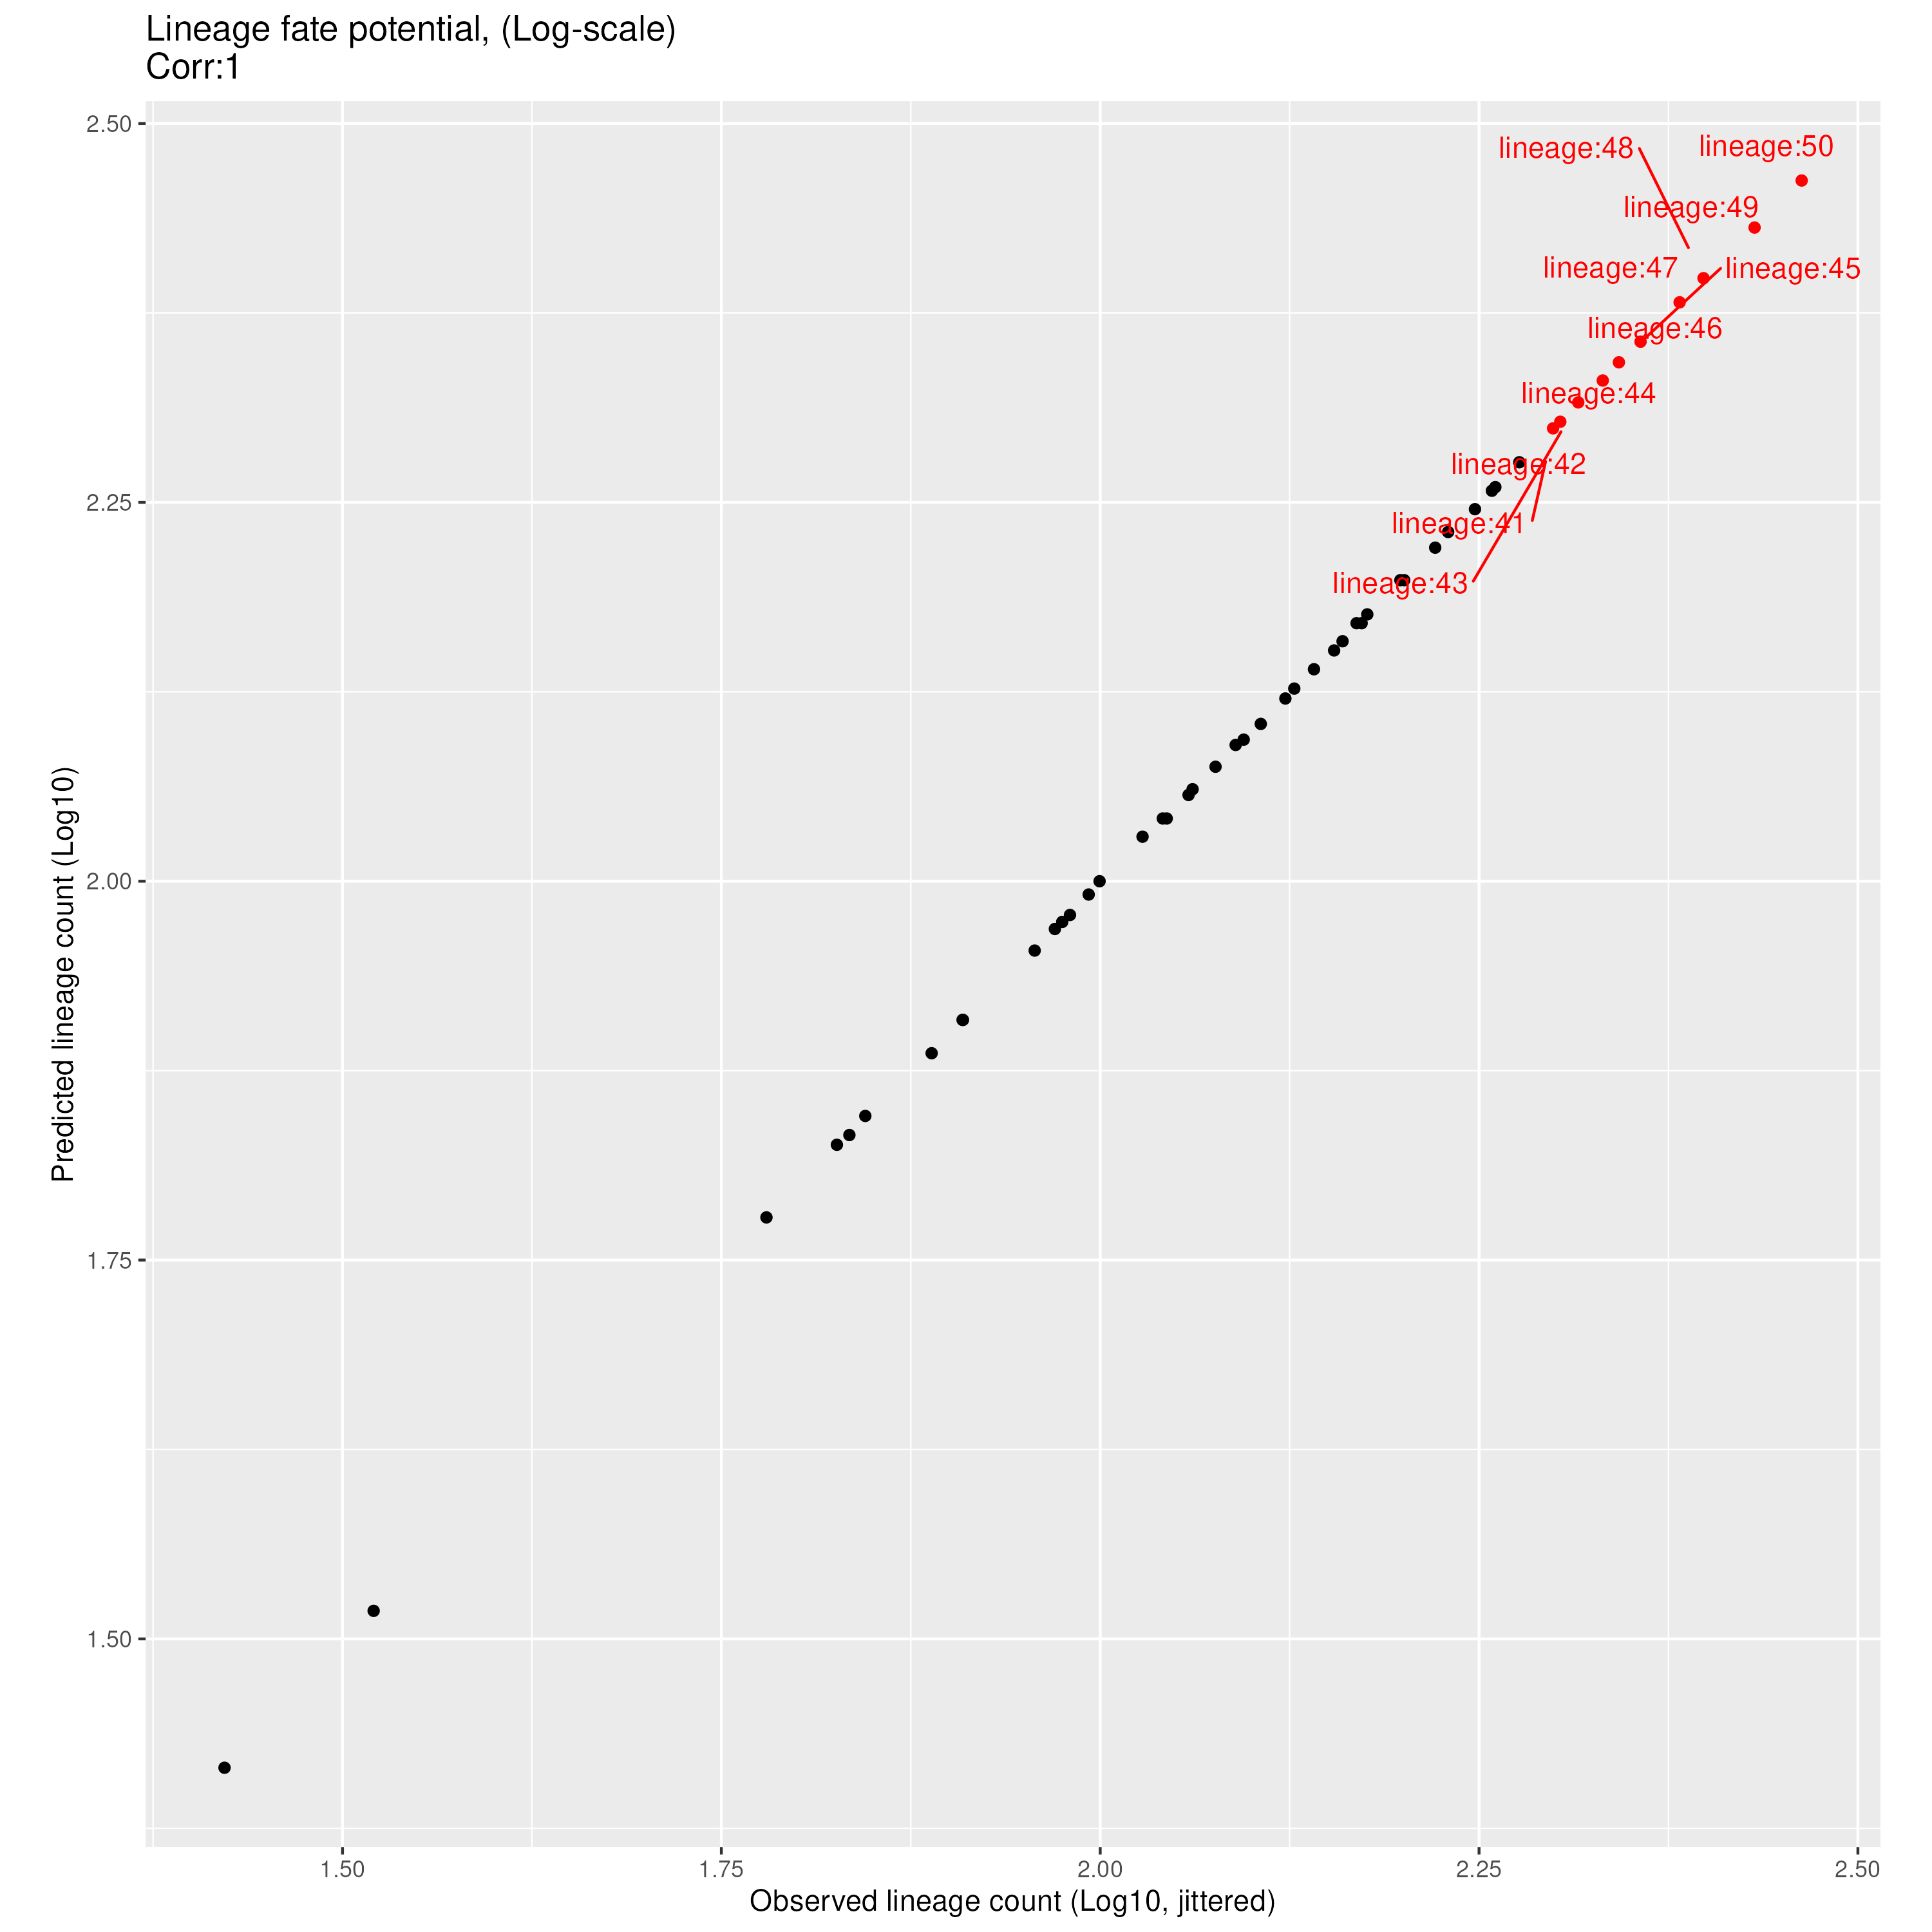 Lineage fate potential, (Log-scale)
Corr:1
2.50
2.25
2.00
1.75
1.50
Predicted lineage count (Log10)
lineage:48
lineage:50
lineage:49
lineage:47
lineage:45
lineage:46
lineage:44
lineage:42
lineage:41
lineage:43
1.50
1.75
2.00
2.25
2.50
Observed lineage count (Log10, jittered)